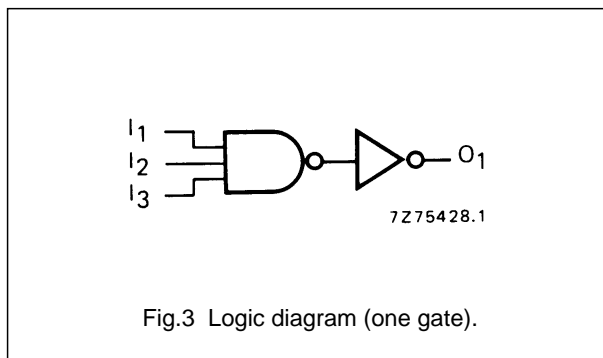 I1
I2
I3
O1
7Z75428.1
Fig.3 Logic diagram (one gate).